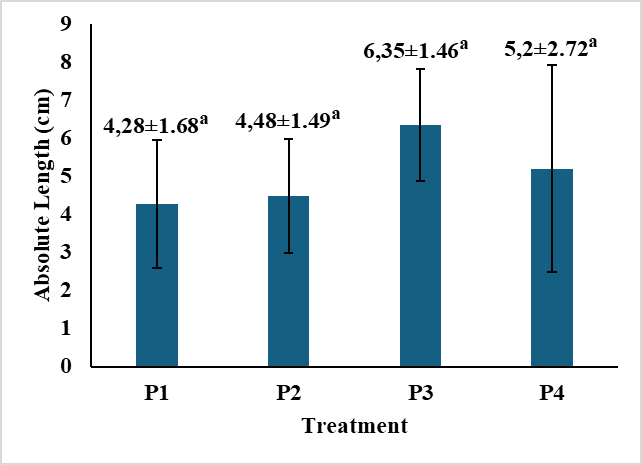 9
8
7
6
5
4
3
2
1
0
Absolute Length (cm)
4,28±1.68ᵃ
4,48±1.49ᵃ
6,35±1.46ᵃ
5,2±2.72ᵃ
P1 P2 P3 P4
Treatment